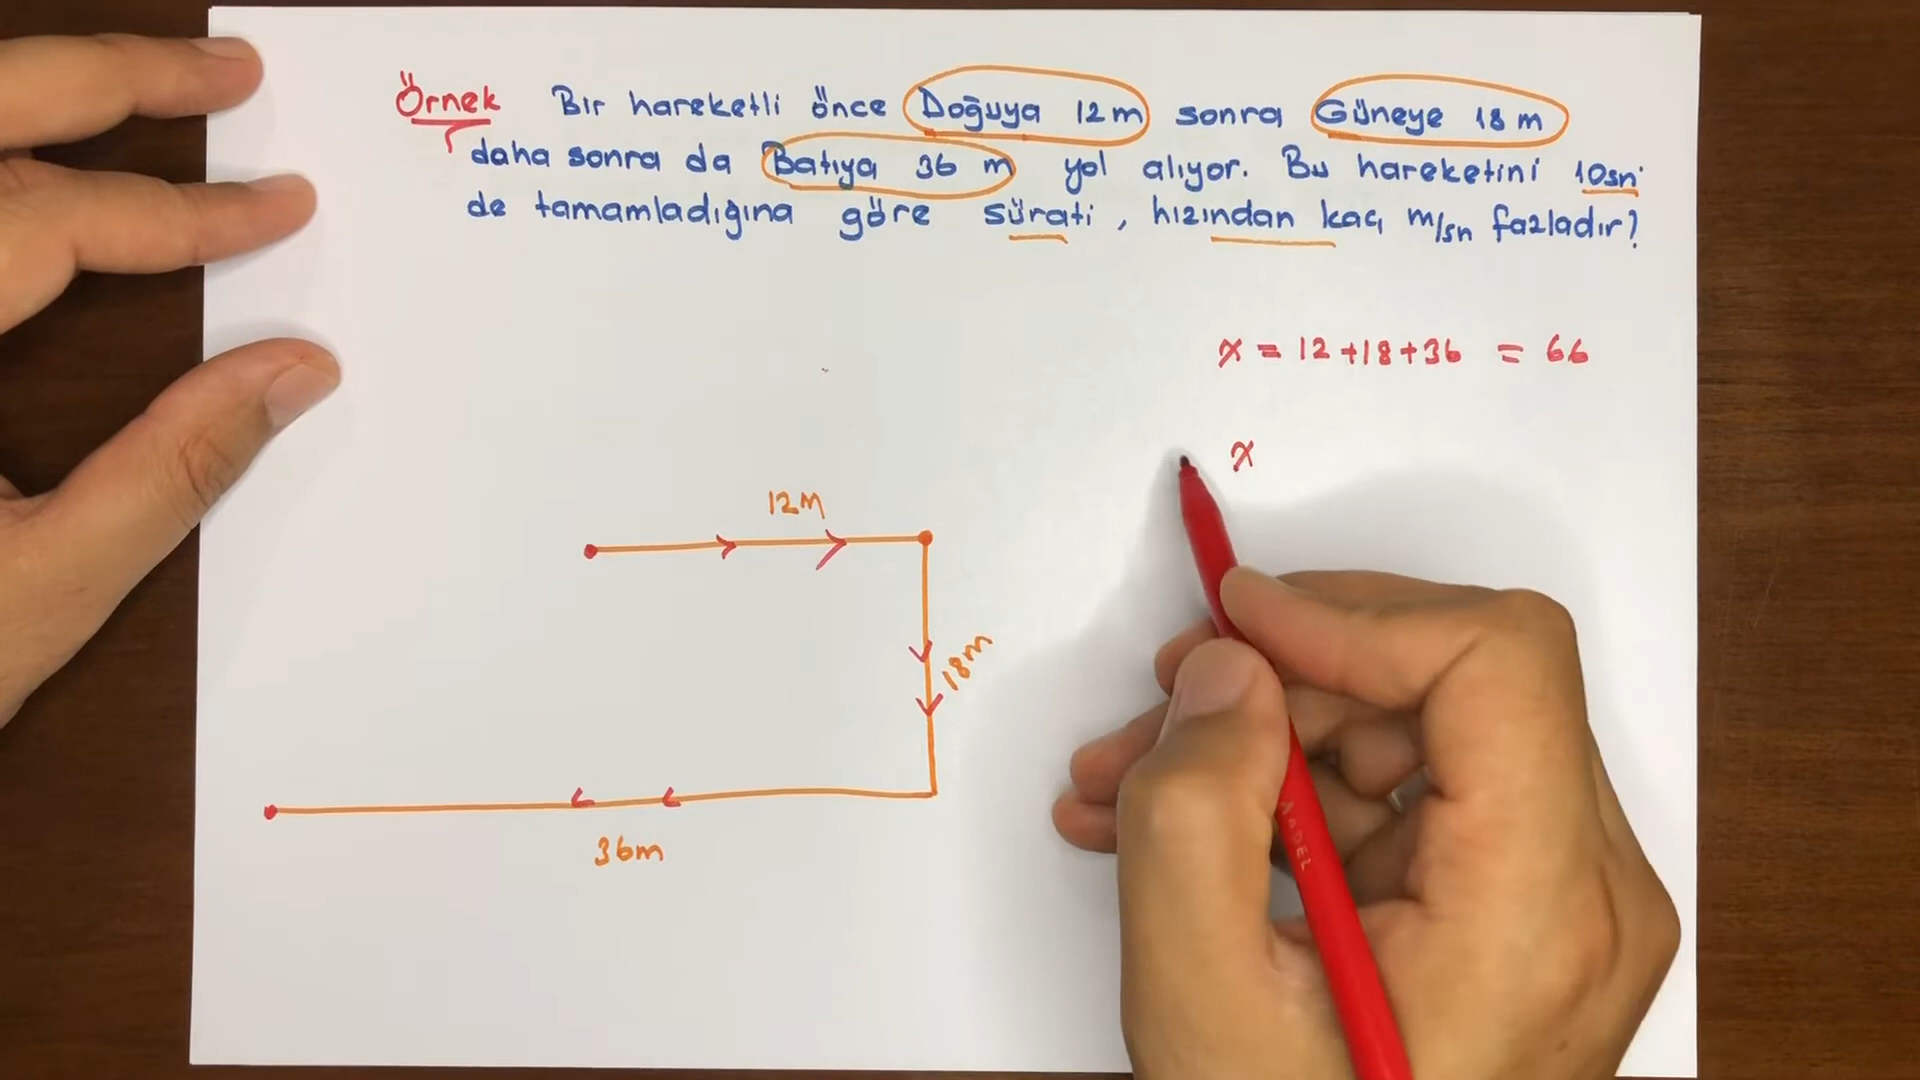 Örnek Bir hareketli önce Doğuya 12 m sonra Güneye 18 m
daha sonra da Batıya 36 m yol alıyor. Bu hareketini 10sn'
de tamamladığına göre sürati, hızından kaç m/sn fazladır?
x = 12+18+36 = 66
x
12m
18m
36m